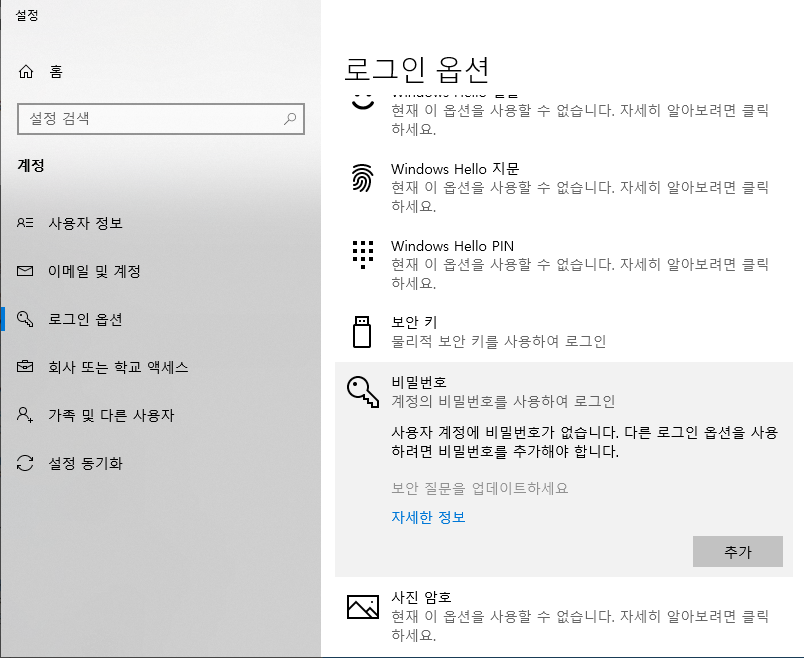 설정
홈
설정 검색
계정
사용자 정보
이메일 및 계정
로그인 옵션
회사 또는 학교 액세스
가족 및 다른 사용자
설정 동기화
로그인 옵션
Windows Hello 얼굴
현재 이 옵션을 사용할 수 없습니다. 자세히 알아보려면 클릭
하세요.
Windows Hello 지문
현재 이 옵션을 사용할 수 없습니다. 자세히 알아보려면 클릭
하세요.
Windows Hello PIN
현재 이 옵션을 사용할 수 없습니다. 자세히 알아보려면 클릭
하세요.
보안 키
물리적 보안 키를 사용하여 로그인
비밀번호
계정의 비밀번호를 사용하여 로그인
사용자 계정에 비밀번호가 없습니다. 다른 로그인 옵션을 사용
하려면 비밀번호를 추가해야 합니다.
보안 질문을 업데이트하세요
자세한 정보
추가
사진 암호
현재 이 옵션을 사용할 수 없습니다. 자세히 알아보려면 클릭
하세요.